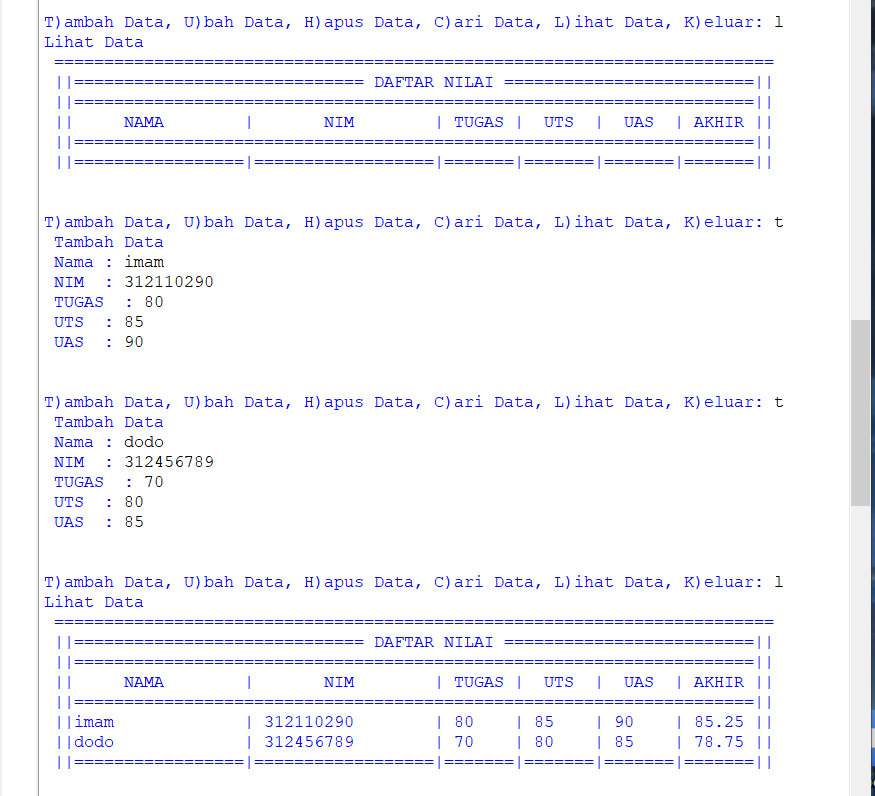 T)ambah Data, U)bah Data, H)apus Data, C)ari Data, L)ihat Data, K)eluar: l
Lihat Data
 ========================================================================
 ||============================= DAFTAR NILAI =========================||
 ||====================================================================||
 ||     NAMA        |       NIM        | TUGAS |  UTS  |  UAS  | AKHIR ||
 ||====================================================================||
 ||=================|==================|=======|=======|=======|=======||
T)ambah Data, U)bah Data, H)apus Data, C)ari Data, L)ihat Data, K)eluar: t
 Tambah Data
 Nama : imam
 NIM  : 312110290
 TUGAS  : 80
 UTS  : 85
 UAS  : 90
T)ambah Data, U)bah Data, H)apus Data, C)ari Data, L)ihat Data, K)eluar: t
 Tambah Data
 Nama : dodo
 NIM  : 312456789
 TUGAS  : 70
 UTS  : 80
 UAS  : 85
T)ambah Data, U)bah Data, H)apus Data, C)ari Data, L)ihat Data, K)eluar: l
Lihat Data
 ========================================================================
 ||============================= DAFTAR NILAI =========================||
 ||====================================================================||
 ||     NAMA        |       NIM        | TUGAS |  UTS  |  UAS  | AKHIR ||
 ||====================================================================||
 ||imam             | 312110290        | 80    | 85    | 90    | 85.25 ||
 ||dodo             | 312456789        | 70    | 80    | 85    | 78.75 ||
 ||=================|==================|=======|=======|=======|=======||